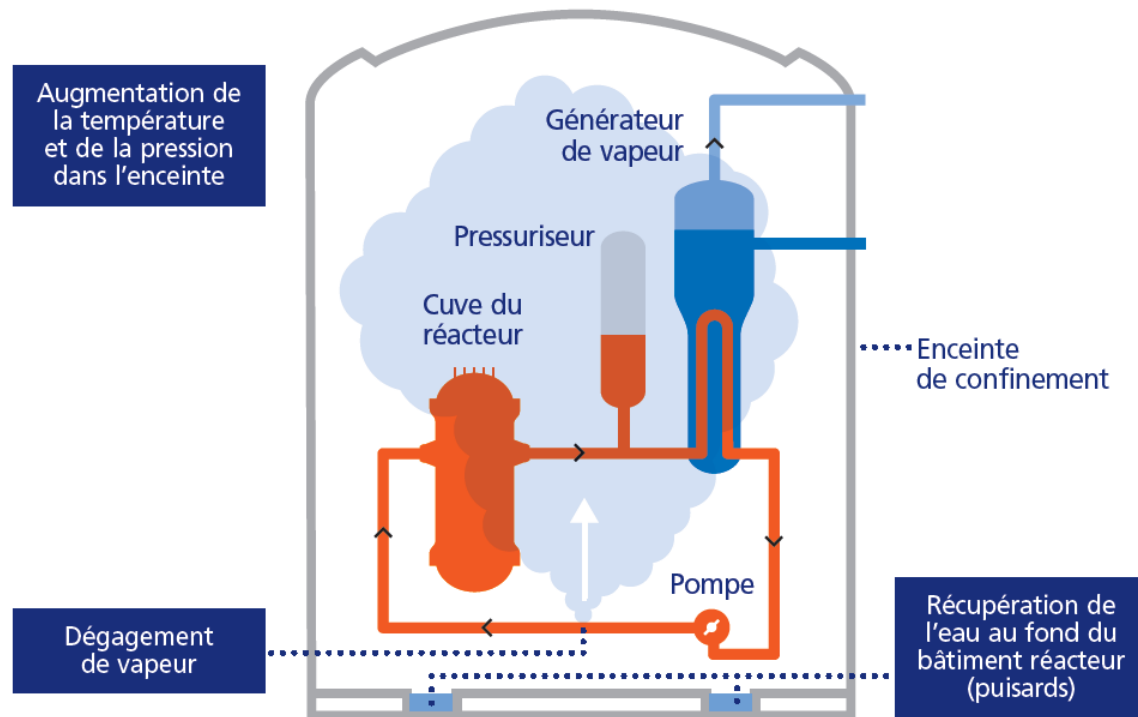 Augmentation de
la température
et de la pression
dans l’enceinte
Générateur
de vapeur
Pressuriseur
Cuve du
réacteur
Enceinte
de confinement
Pompe
Dégagement
de vapeur
Récupération de
l’eau au fond du
bâtiment réacteur
(puisards)